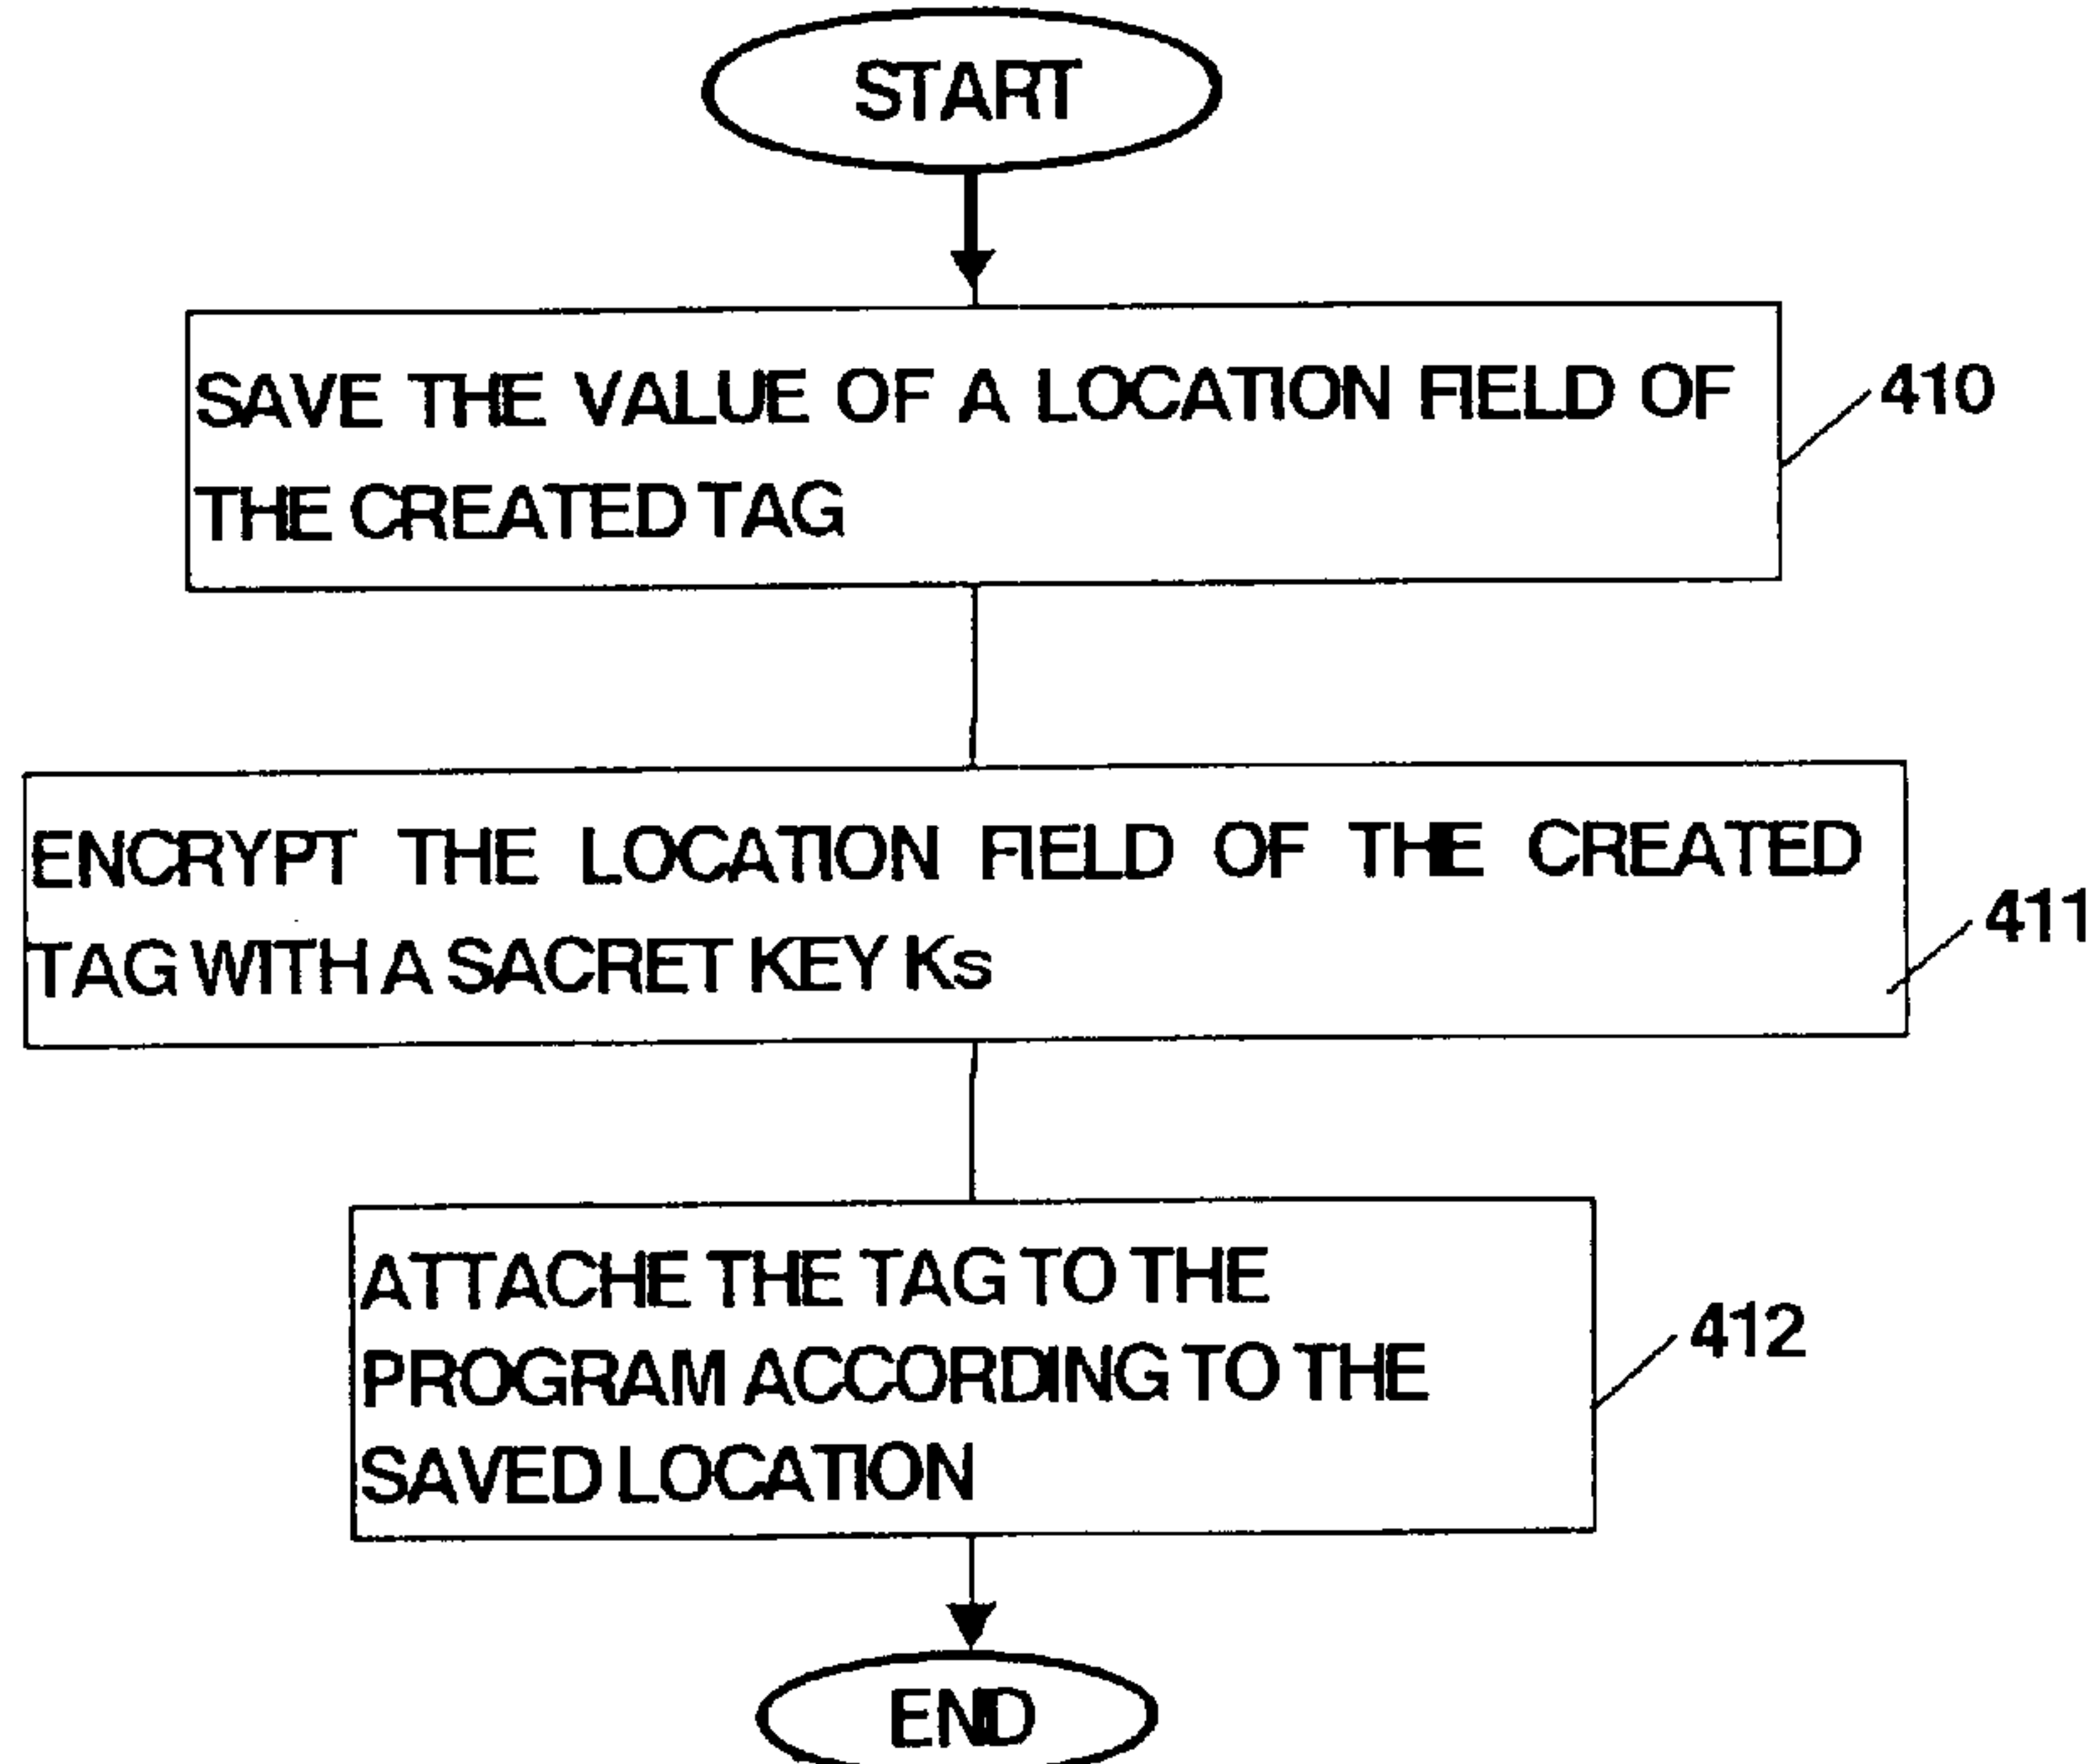 START
SAVE THE VALUE OF A LOCATION FIELD OF
THE CREATED TAG
410
ENCRYPT THE LOCATION FIELD OF THE CREATED
TAG WITH A SACRET KEY Ks
411
ATTACHE THE TAG TO THE
PROGRAM ACCORDING TO THE
SAVED LOCATION
412
END